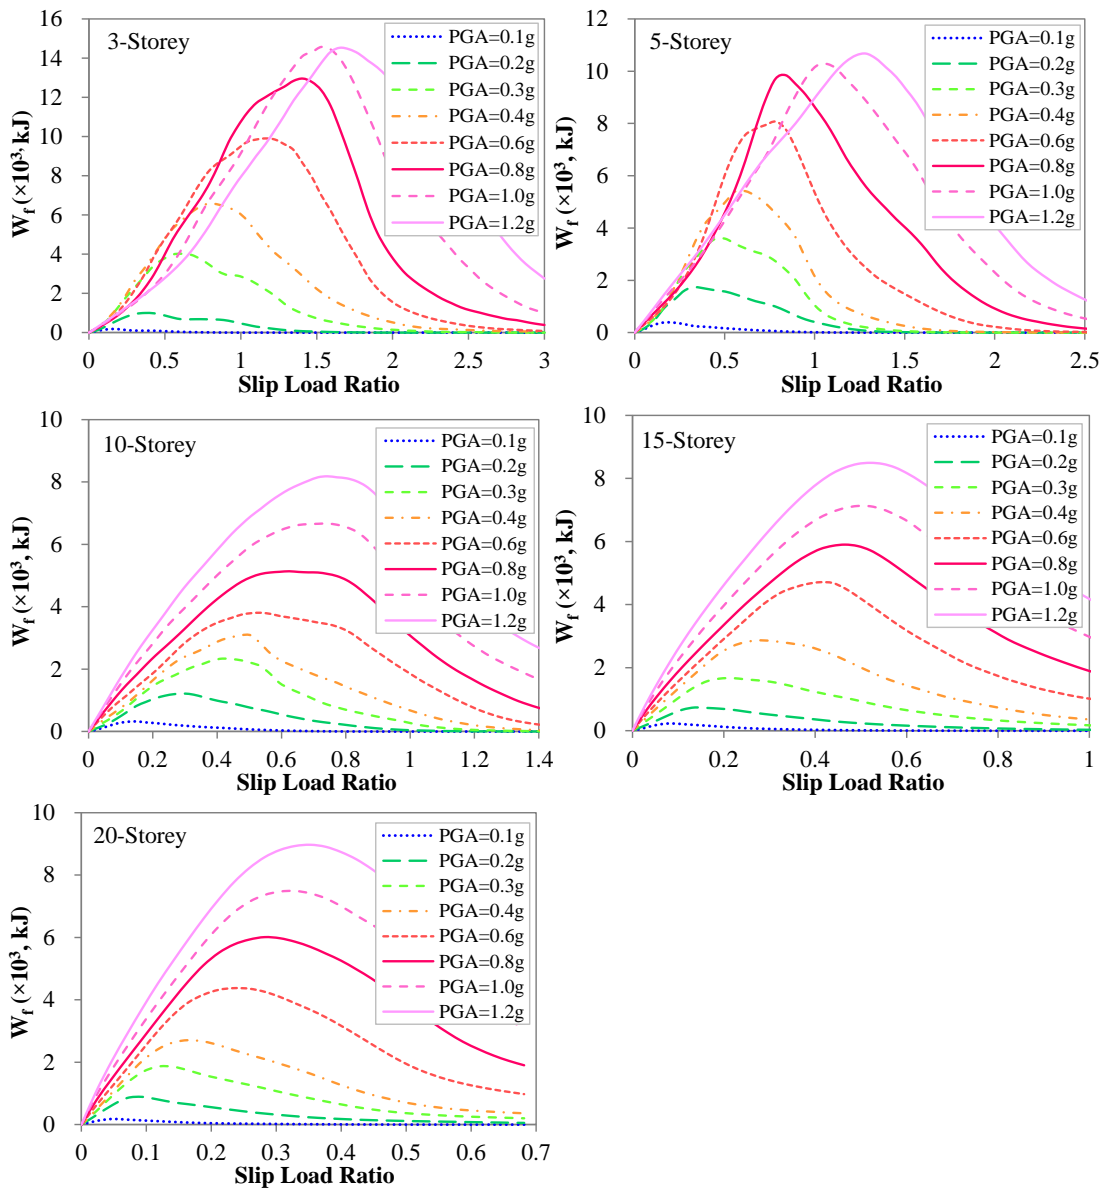 3-Storey
W_f (×10³, kJ)
16
14
12
10
8
6
4
2
0
0 0.5 1 1.5 2 2.5 3
Slip Load Ratio
PGA=0.1g
PGA=0.2g
PGA=0.3g
PGA=0.4g
PGA=0.6g
PGA=0.8g
PGA=1.0g
PGA=1.2g
5-Storey
W_f (×10³, kJ)
12
10
8
6
4
2
0
0 0.5 1 1.5 2 2.5
Slip Load Ratio
PGA=0.1g
PGA=0.2g
PGA=0.3g
PGA=0.4g
PGA=0.6g
PGA=0.8g
PGA=1.0g
PGA=1.2g
10-Storey
W_f (×10³, kJ)
10
8
6
4
2
0
0 0.2 0.4 0.6 0.8 1.0 1.2 1.4
Slip Load Ratio
PGA=0.1g
PGA=0.2g
PGA=0.3g
PGA=0.4g
PGA=0.6g
PGA=0.8g
PGA=1.0g
PGA=1.2g
15-Storey
W_f (×10³, kJ)
10
8
6
4
2
0
0 0.2 0.4 0.6 0.8 1
Slip Load Ratio
PGA=0.1g
PGA=0.2g
PGA=0.3g
PGA=0.4g
PGA=0.6g
PGA=0.8g
PGA=1.0g
PGA=1.2g
20-Storey
W_f (×10³, kJ)
10
8
6
4
2
0
0 0.1 0.2 0.3 0.4 0.5 0.6 0.7
Slip Load Ratio
PGA=0.1g
PGA=0.2g
PGA=0.3g
PGA=0.4g
PGA=0.6g
PGA=0.8g
PGA=1.0g
PGA=1.2g